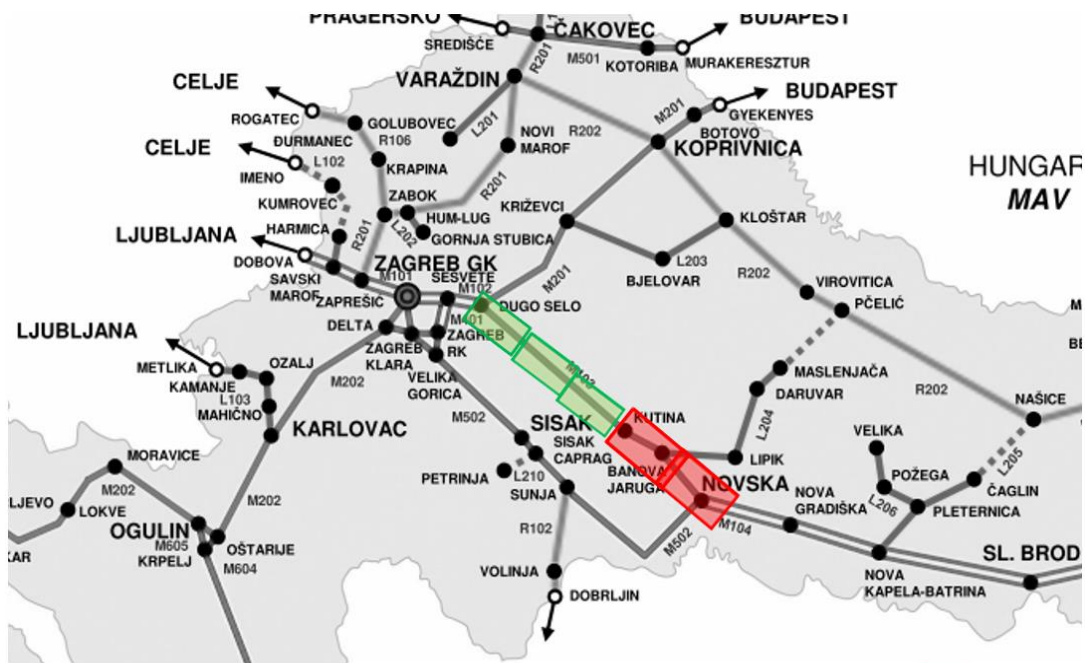 PRAGERSKO
ČAKOVEC
BUDAPEST
SREDIŠČE
M501
KOTORIBA
MURAKERESZTUR
R201
VARAŽDIN
CELJE
BUDAPEST
M201
GYEKENYES
ROGATEC
GOLUBOVEC
L201
R202
BOTOVO
ĐURMANEC
R106
NOVI
MAROF
KOPRIVNICA
CELJE
L102
KRAPINA
HUNGAR
MAV
IMENO
ZABOK
R201
KUMROVEC
HUM-LUG
KRIŽEVCI
KLOŠTAR
HARMICA
R201
L202
GORNJA STUBICA
LJUBLJANA
BJELOVAR
L203
DOBOVA
ZAGREB GK
R202
SAVSKI
MAROF
M101
SESVETE
M102
M201
VIROVITICA
ZAPREŠIĆ
DUGO SELO
PČELIĆ
DELTA
M401
ZAGREB
RK
LJUBLJANA
ZAGREB
KLARA
M103
METLIKA
OZALJ
KAMANJE
M202
VELIKA
GORICA
MASLENJAČA
DARUVAR
L103
MAHIČNO
M502
R202
NAŠICE
KARLOVAC
SISAK
KUTINA
L204
SISAK
CAPRAG
VELIKA
MORAVICE
BANOVA
JARUGA
LIPIK
L205
PETRINJA
L210
SUNJA
NOVSKA
POŽEGA
ČAGLIN
LJEVO
M202
LOKVE
M202
NOVA
GRADIŠKA
L206
PLETERNICA
OGULIN
R102
M104
M605
OŠTARIJE
M502
KAR
KRPELJ
M604
SL. BROD
VOLINJA
NOVA
KAPELA-BATRINA
DOBRLJIN